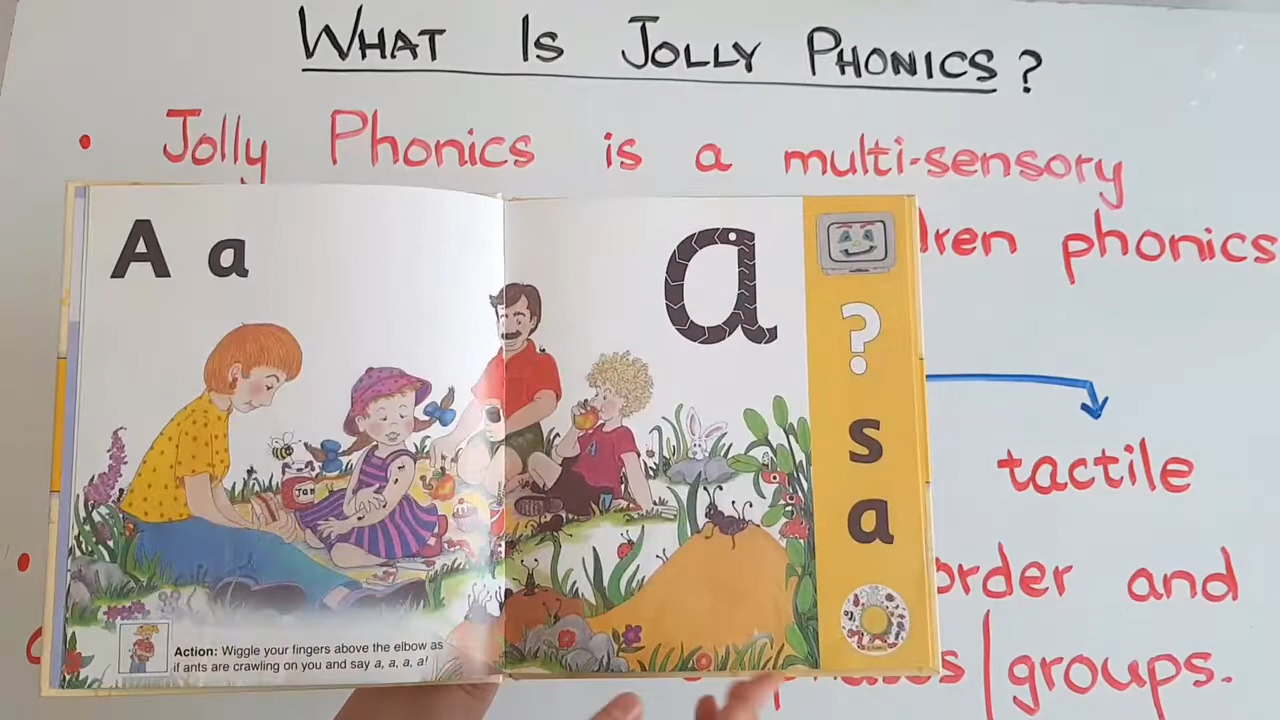 WHAT IS JOLLY PHONICS?
• Jolly Phonics is a multi-sensory
phonics
A a
a
?
s
a
Jam
tactile
order and
groups.
Action: Wiggle your fingers above the elbow as
if ants are crawling on you and say a, a, a, a!